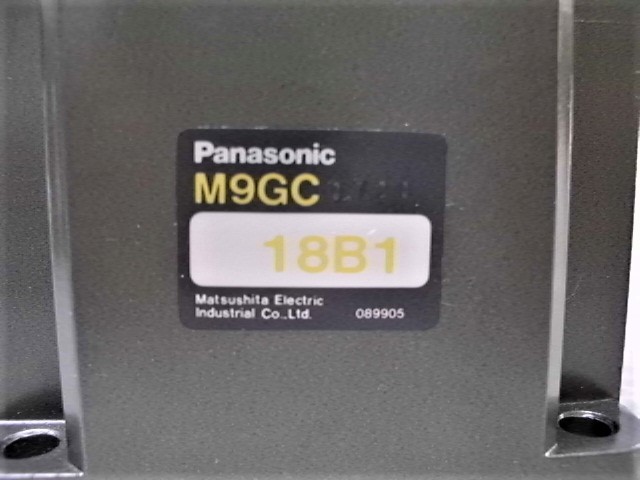 Panasonic
M9GC
18B1
Matsushita Electric
Industrial Co.,Ltd. 089905